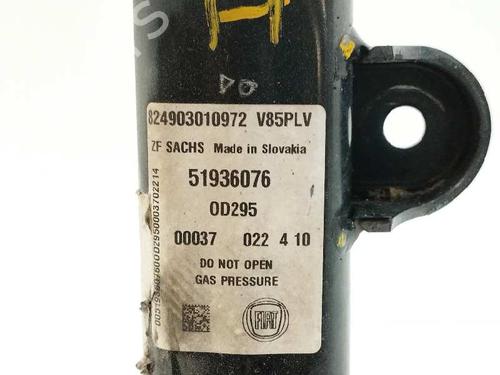 824903010972 V85PLV
ZF SACHS Made in Slovakia
51936076
OD295
00037 022 4 10
DO NOT OPEN
GAS PRESSURE
FIAT